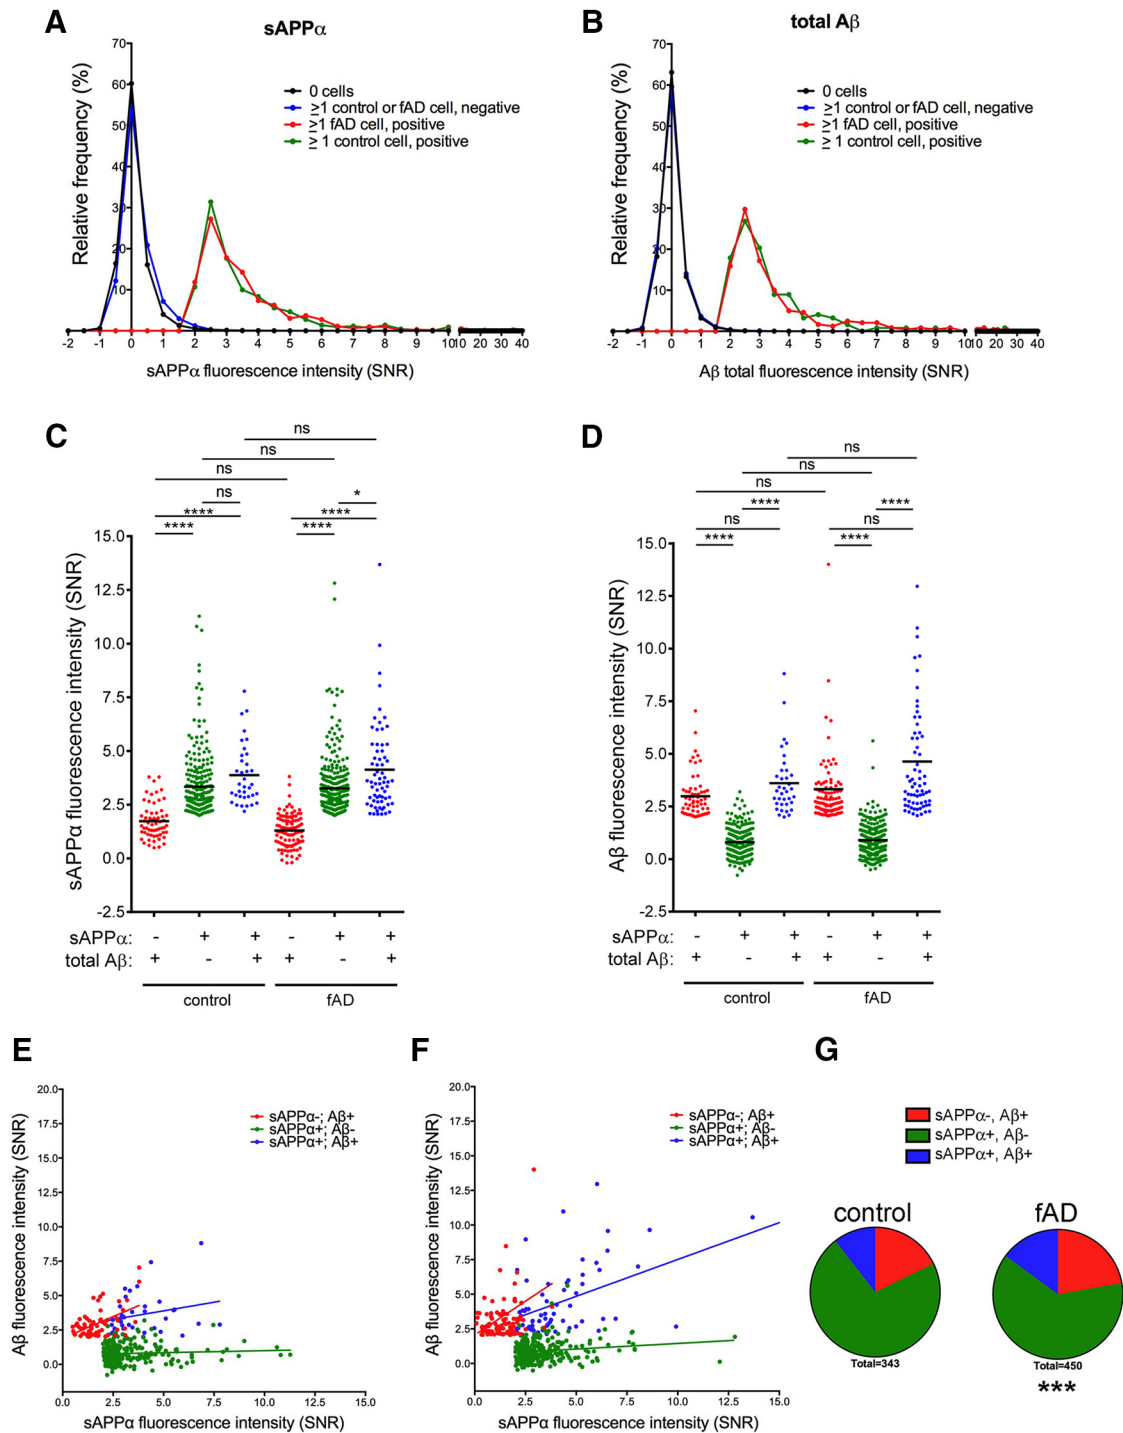 A
sAPPα
70
60
50
40
30
20
10
Relative frequency (%)
0 cells
≥1 control or fAD cell, negative
≥1 fAD cell, positive
≥ 1 control cell, positive
-2 -1 0 1 2 3 4 5 6 7 8 9 10 10 20 30 40
sAPPα fluorescence intensity (SNR)
B
total Aβ
70
60
50
40
30
20
10
Relative frequency (%)
0 cells
≥1 control or fAD cell, negative
≥1 fAD cell, positive
≥ 1 control cell, positive
-2 -1 0 1 2 3 4 5 6 7 8 9 10 10 20 30 40
Aβ total fluorescence intensity (SNR)
C
ns
ns
ns
ns *
**** ****
**** ****
15.0
12.5
10.0
7.5
5.0
2.5
0.0
-2.5
sAPPα fluorescence intensity (SNR)
sAPPα: - + + - + +
total Aβ: + - + + - +
control fAD
D
ns
ns
ns
**** ****
ns ns
**** ****
15.0
12.5
10.0
7.5
5.0
2.5
0.0
-2.5
Aβ fluorescence intensity (SNR)
sAPPα: - + + - + +
total Aβ: + - + + - +
control fAD
E
20.0
17.5
15.0
12.5
10.0
7.5
5.0
2.5
0.0
Aβ fluorescence intensity (SNR)
sAPPα-; Aβ+
sAPPα+; Aβ-
sAPPα+; Aβ+
0.0 2.5 5.0 7.5 10.0 12.5 15.0
sAPPα fluorescence intensity (SNR)
F
20.0
17.5
15.0
12.5
10.0
7.5
5.0
2.5
0.0
Aβ fluorescence intensity (SNR)
sAPPα-; Aβ+
sAPPα+; Aβ-
sAPPα+; Aβ+
0.0 2.5 5.0 7.5 10.0 12.5 15.0
sAPPα fluorescence intensity (SNR)
G
sAPPα-, Aβ+
sAPPα+, Aβ-
sAPPα+, Aβ+
control fAD
Total=343 Total=450
***